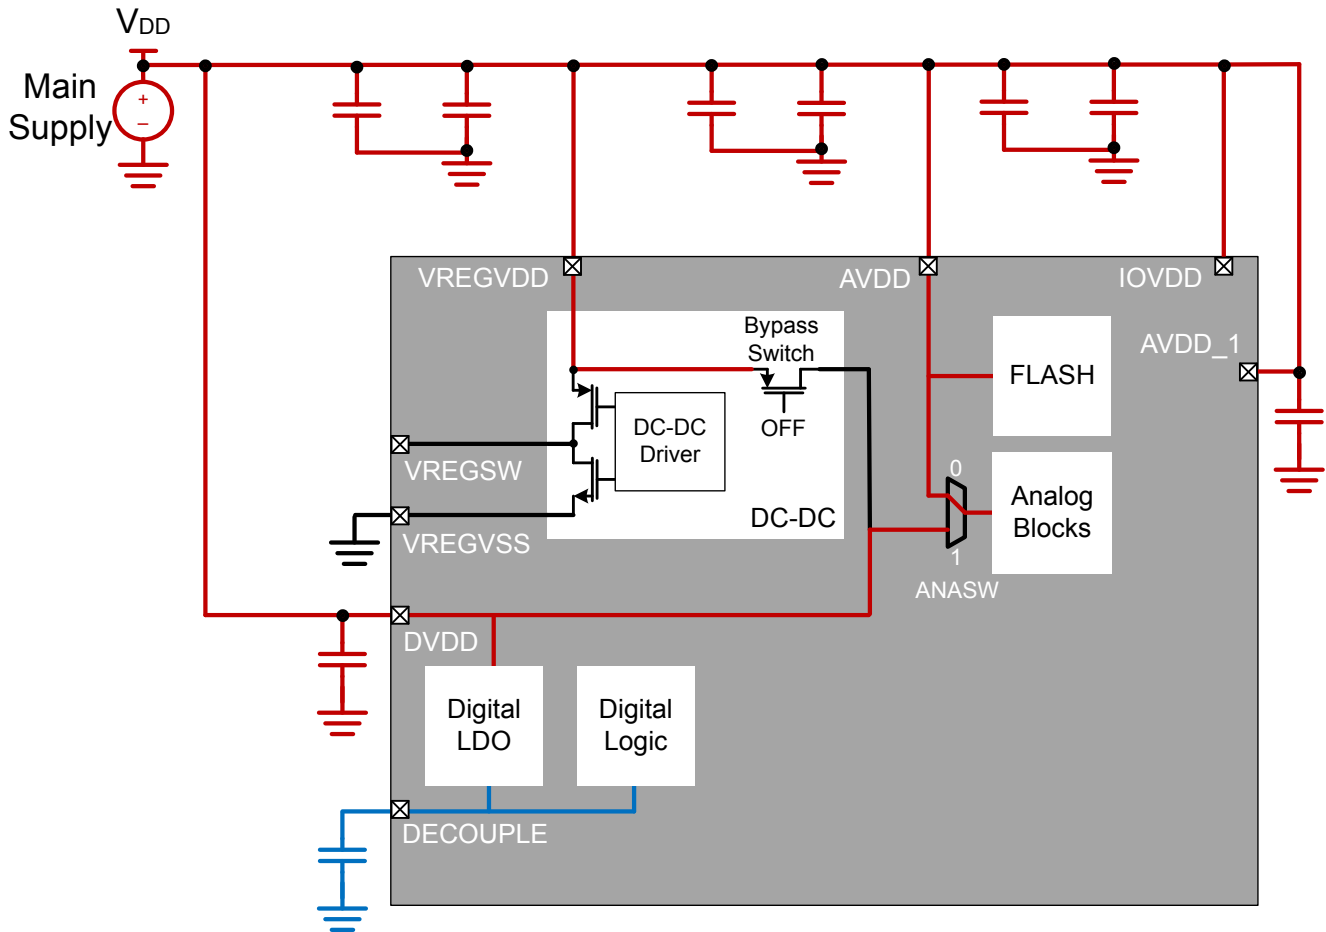 VDD
Main
Supply
+
–
VREGVDD
AVDD
IOVDD
AVDD_1
Bypass
Switch
OFF
FLASH
DC-DC
Driver
VREGSW
0
Analog
Blocks
DC-DC
VREGVSS
1
ANASW
DVDD
Digital
LDO
Digital
Logic
DECOUPLE